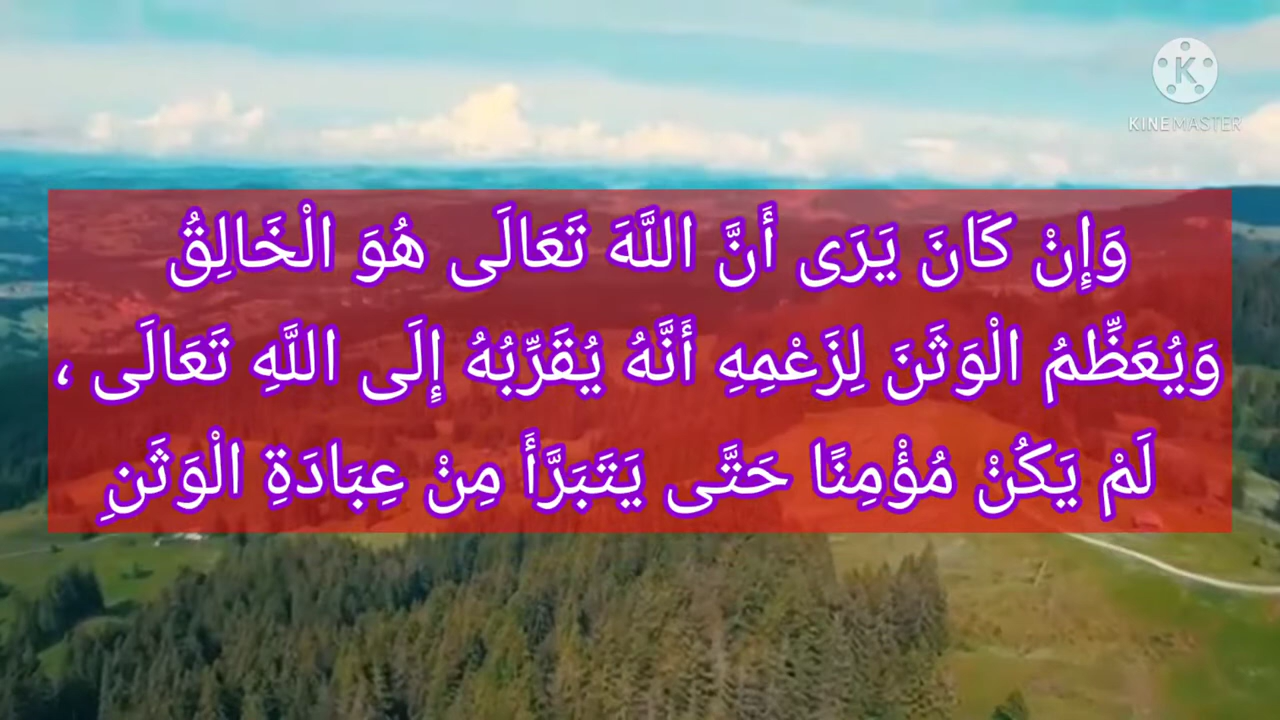 KINEMASTER
وَإِنْ كَانَ يَرَى أَنَّ اللَّهَ تَعَالَى هُوَ الْخَالِقُ
وَيُعَظِّمُ الْوَثَنَ لِزَعْمِهِ أَنَّهُ يُقَرِّبُهُ إِلَى اللَّهِ تَعَالَى ،
لَمْ يَكُنْ مُؤْمِنًا حَتَّى يَتَبَرَّأَ مِنْ عِبَادَةِ الْوَثَنِ